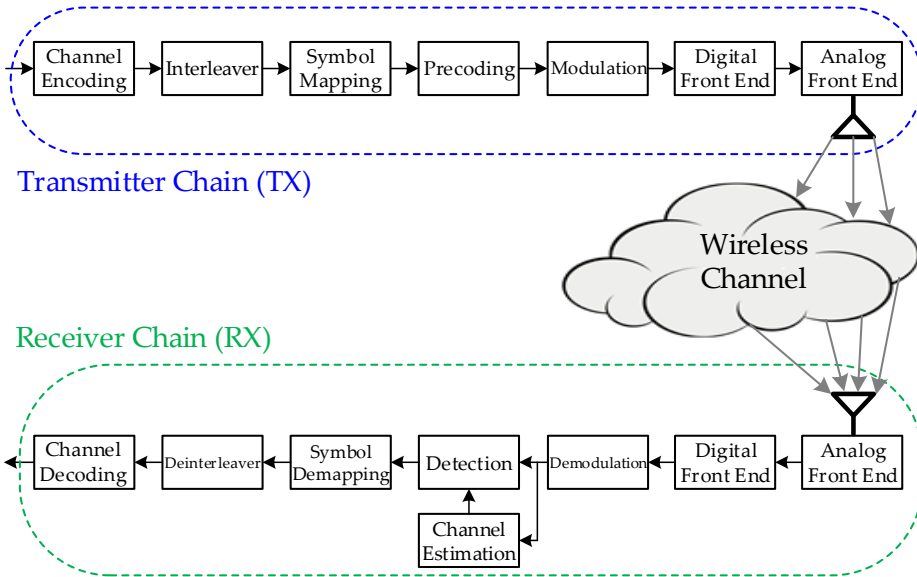 Channel
Encoding
Interleaver
Symbol
Mapping
Precoding
Modulation
Digital
Front End
Analog
Front End
Transmitter Chain (TX)
Wireless
Channel
Receiver Chain (RX)
Channel
Decoding
Deinterleaver
Symbol
Demapping
Detection
Demodulation
Digital
Front End
Analog
Front End
Channel
Estimation